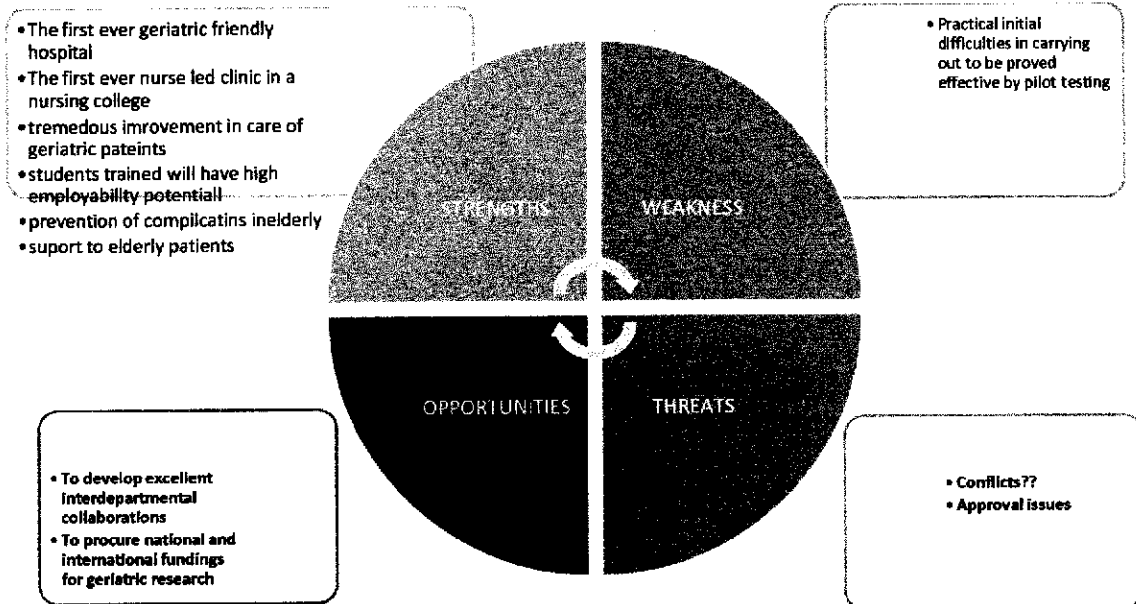 •The first ever geriatric friendly
hospital
•The first ever nurse led clinic in a
nursing college
•tremedous imrovement in care of
geriatric pateints
•students trained will have high
employability potentiall
•prevention of compilcatins inelderly
•suport to elderly patients
• Practical initial
difficulties in carrying
out to be proved
effective by pilot testing
STRENGTHS
WEAKNESS
OPPORTUNITIES
THREATS
• To develop excellent
interdepartmental
collaborations
• To procure national and
international fundings
for geriatric research
• Conflicts??
• Approval issues